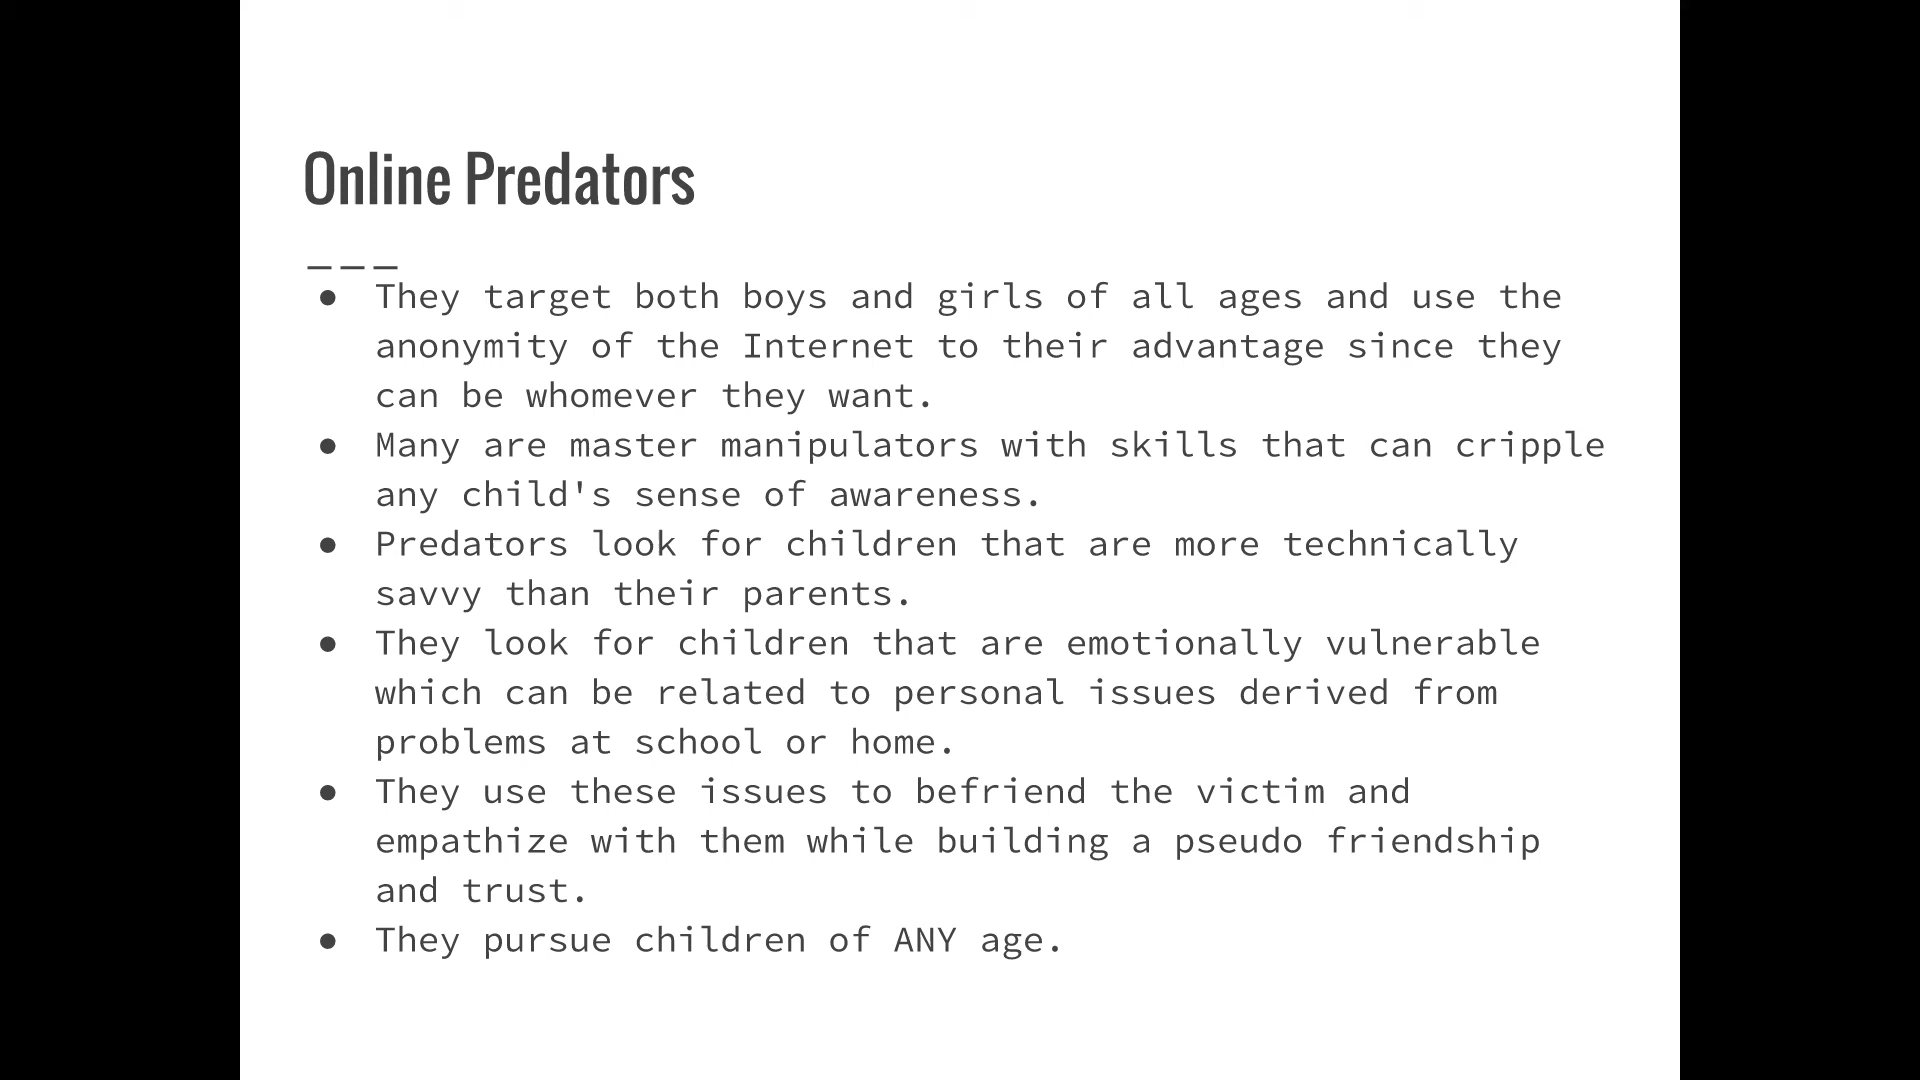 Online Predators
___
● They target both boys and girls of all ages and use the
anonymity of the Internet to their advantage since they
can be whomever they want.
● Many are master manipulators with skills that can cripple
any child's sense of awareness.
● Predators look for children that are more technically
savvy than their parents.
● They look for children that are emotionally vulnerable
which can be related to personal issues derived from
problems at school or home.
● They use these issues to befriend the victim and
empathize with them while building a pseudo friendship
and trust.
● They pursue children of ANY age.